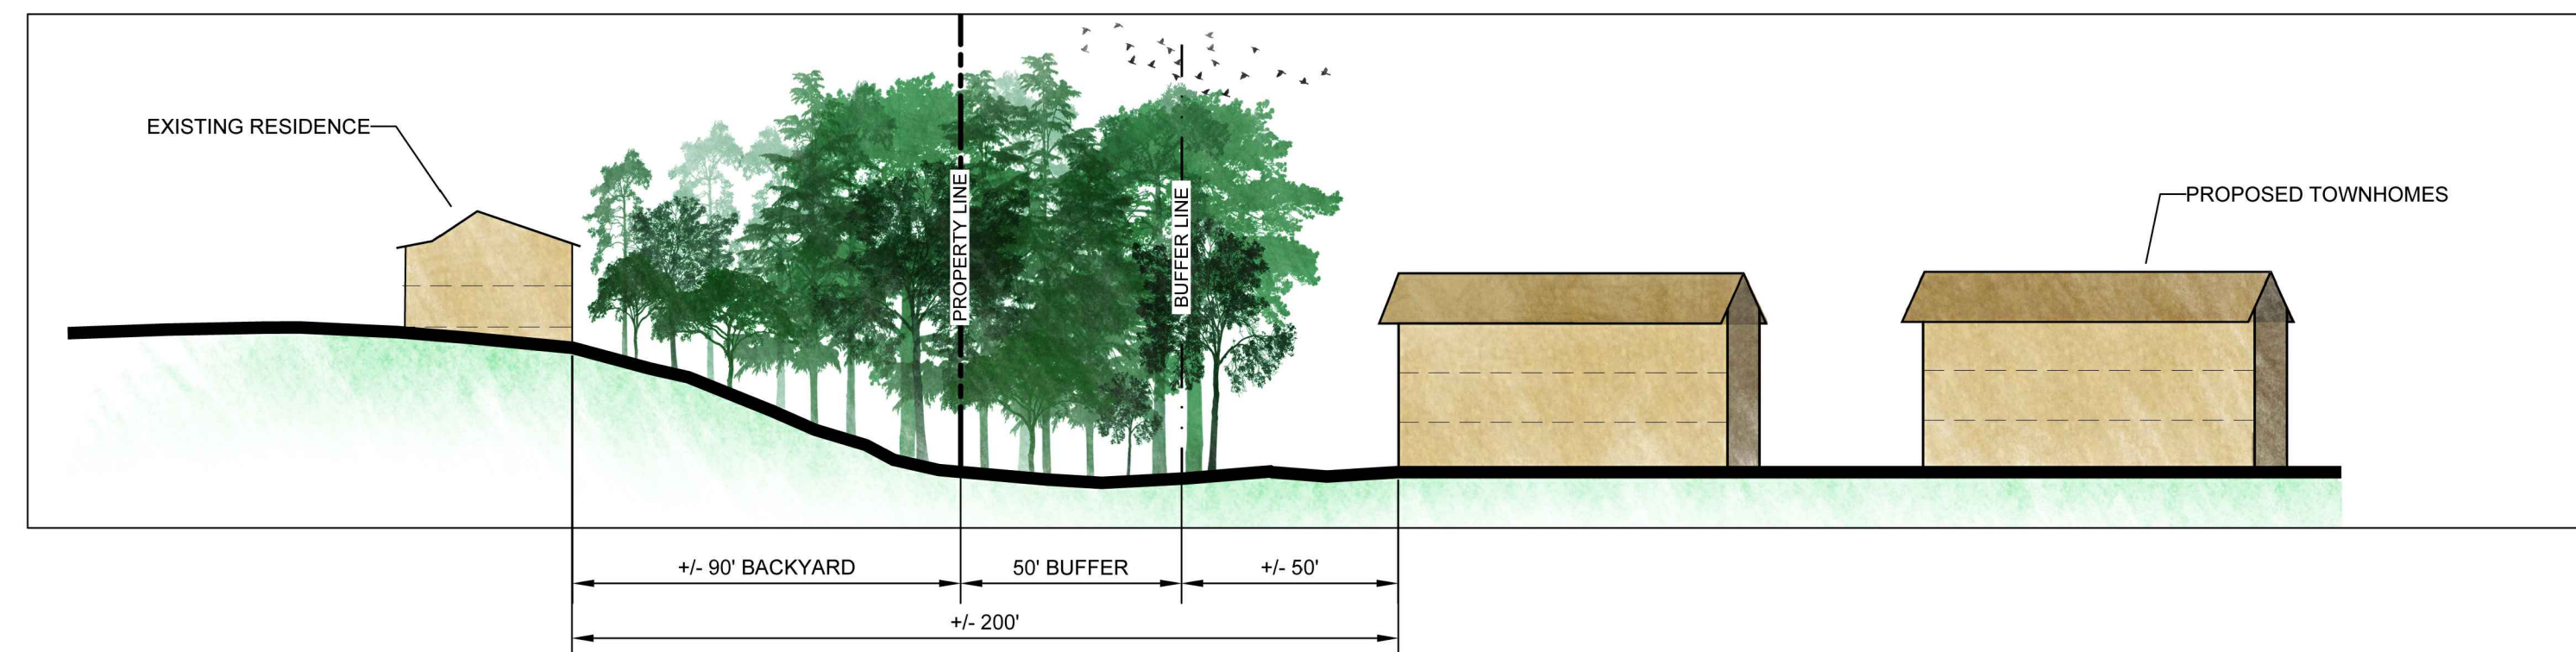 EXISTING RESIDENCE
PROPERTY LINE
BUFFER LINE
PROPOSED TOWNHOMES
+/- 90' BACKYARD
50' BUFFER
+/- 50'
+/- 200'